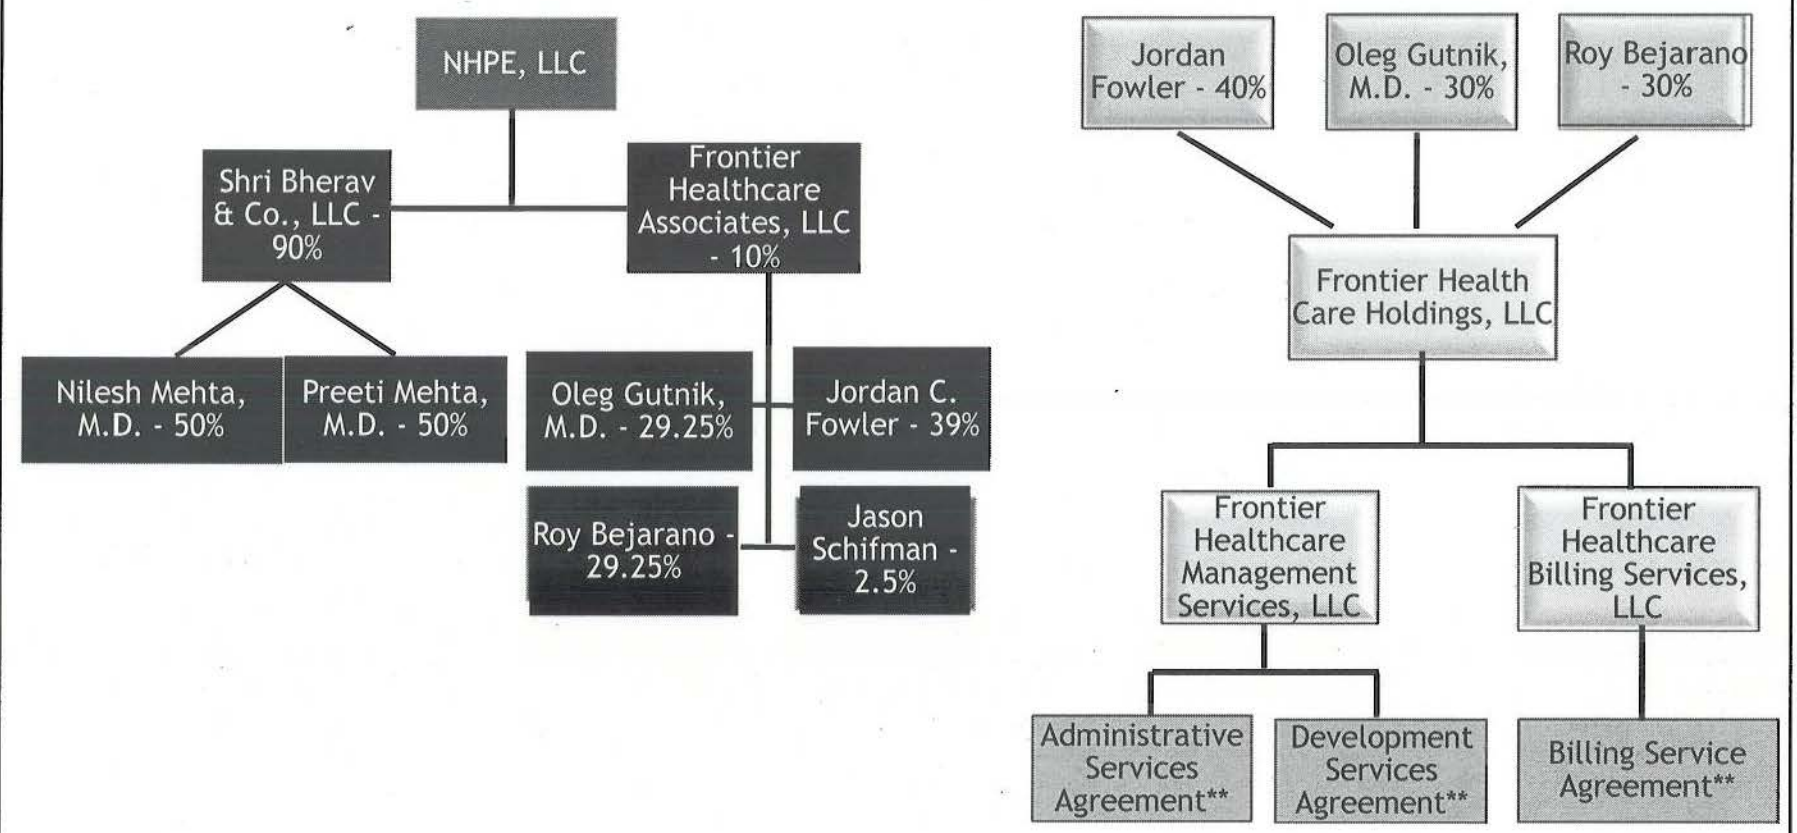 NHPE, LLC
Shri Bherav
& Co., LLC -
90%
Frontier
Healthcare
Associates, LLC
- 10%
Nilesh Mehta,
M.D. - 50%
Preeti Mehta,
M.D. - 50%
Oleg Gutnik,
M.D. - 29.25%
Jordan C.
Fowler - 39%
Roy Bejarano -
29.25%
Jason
Schifman -
2.5%
Jordan
Fowler - 40%
Oleg Gutnik,
M.D. - 30%
Roy Bejarano
- 30%
Frontier Health
Care Holdings, LLC
Frontier
Healthcare
Management
Services, LLC
Frontier
Healthcare
Billing Services,
LLC
Administrative
Services
Agreement**
Development
Services
Agreement**
Billing Service
Agreement**